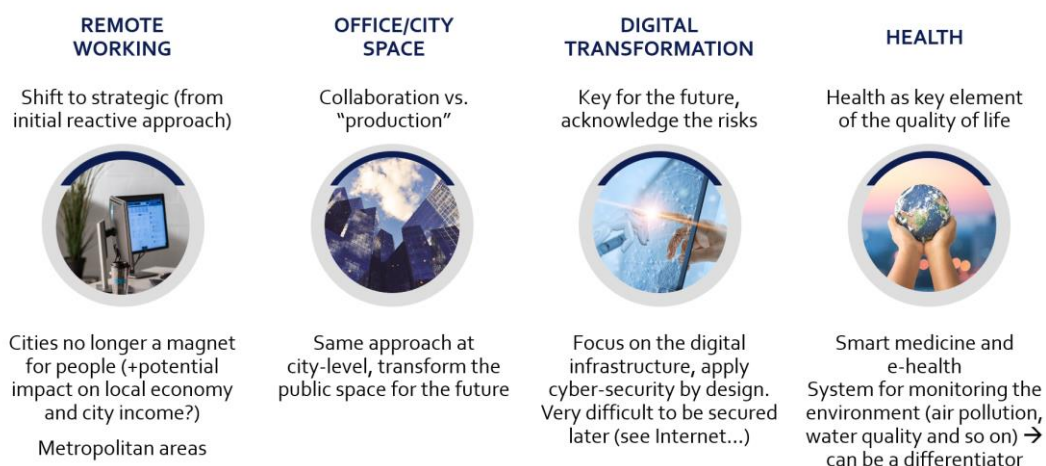 REMOTE
WORKING
Shift to strategic (from
initial reactive approach)
Cities no longer a magnet
for people (+potential
impact on local economy
and city income?)
Metropolitan areas
OFFICE/CITY
SPACE
Collaboration vs.
“production”
Same approach at
city-level, transform the
public space for the future
DIGITAL
TRANSFORMATION
Key for the future,
acknowledge the risks
Focus on the digital
infrastructure, apply
cyber-security by design.
Very difficult to be secured
later (see Internet...)
HEALTH
Health as key element
of the quality of life
Smart medicine and
e-health
System for monitoring the
environment (air pollution,
water quality and so on) →
can be a differentiator